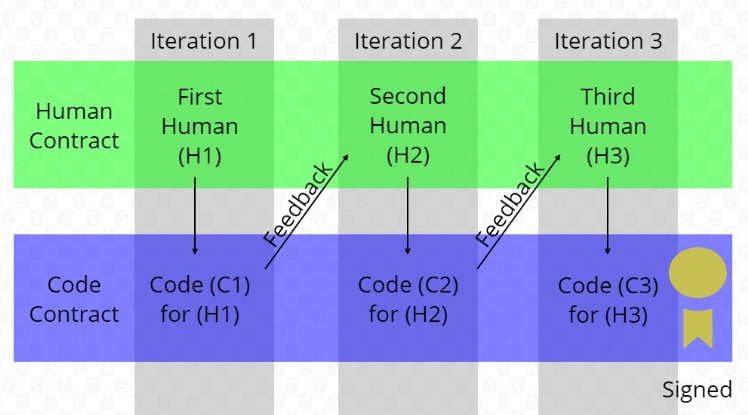 Iteration 1
Iteration 2
Iteration 3
Human
Contract
First
Human
(H1)
Second
Human
(H2)
Third
Human
(H3)
Feedback
Feedback
Code
Contract
Code (C1)
for (H1)
Code (C2)
for (H2)
Code (C3)
for (H3)
Signed